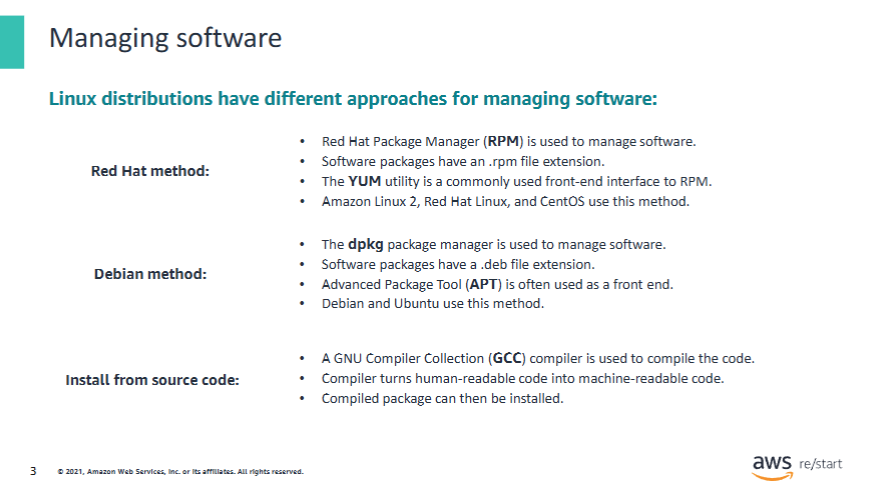 Managing software
Linux distributions have different approaches for managing software:
Red Hat method:
• Red Hat Package Manager (RPM) is used to manage software.
• Software packages have an .rpm file extension.
• The YUM utility is a commonly used front-end interface to RPM.
• Amazon Linux 2, Red Hat Linux, and CentOS use this method.
Debian method:
• The dpkg package manager is used to manage software.
• Software packages have a .deb file extension.
• Advanced Package Tool (APT) is often used as a front end.
• Debian and Ubuntu use this method.
Install from source code:
• A GNU Compiler Collection (GCC) compiler is used to compile the code.
• Compiler turns human-readable code into machine-readable code.
• Compiled package can then be installed.
3 © 2021, Amazon Web Services, Inc. or its affiliates. All rights reserved.
aws re/start